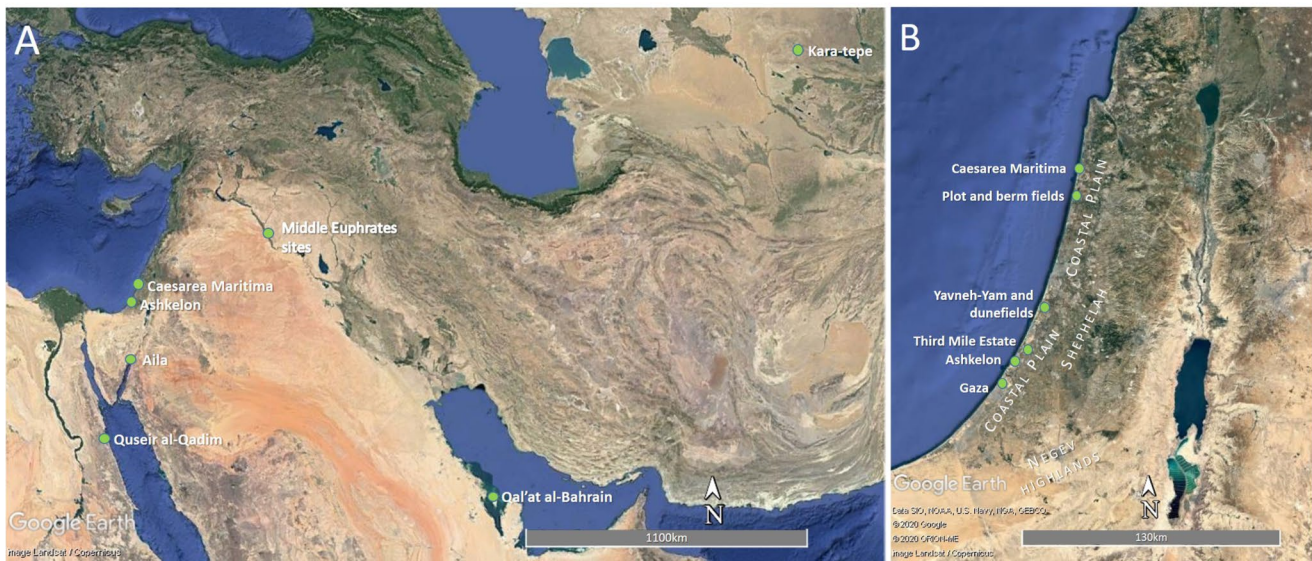 A
Kara-tepe
Middle Euphrates
sites
Caesarea Maritima
Ashkelon
Aila
Quseir al-Qadim
Qal'at al-Bahrain
N
Google Earth
Image Landsat / Copernicus
1100km
B
Caesarea Maritima
Plot and berm fields
COASTAL PLAIN
SHEPHELAH
Yavneh-Yam and
dunefields
Third Mile Estate
Ashkelon
Gaza
COASTAL PLAIN
NEGEV
HIGHLANDS
Google Earth
N
Data SIO, NOAA, U.S. Navy, NGA, GEBCO
©2020 Google
©2020 ORION-ME
Image Landsat / Copernicus
130km